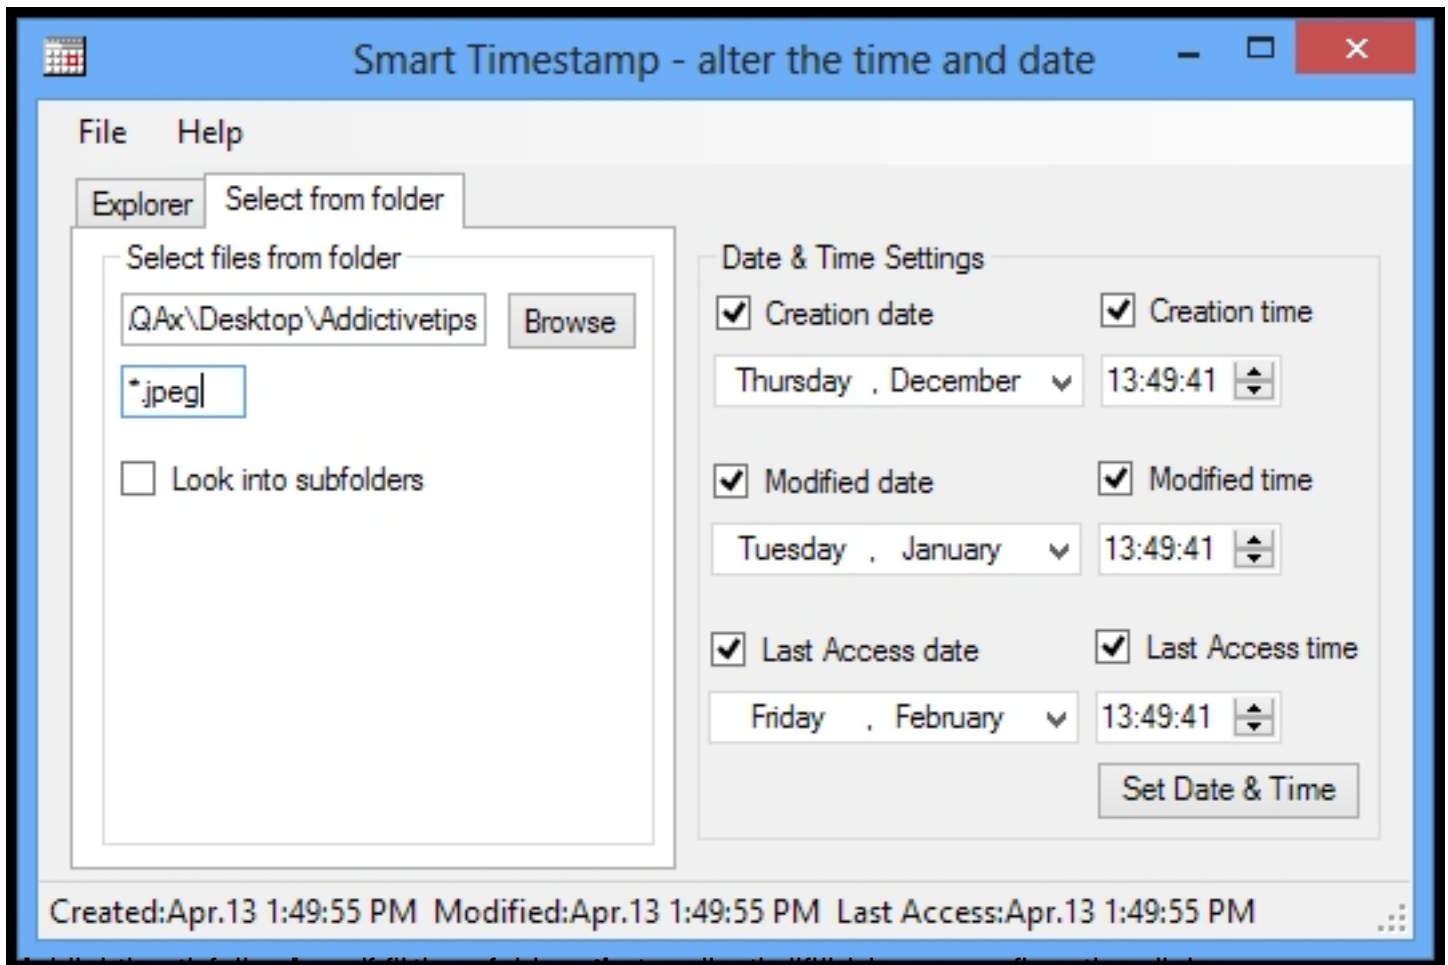 Smart Timestamp - alter the time and date
File Help
Explorer Select from folder
Select files from folder
.QAx\Desktop\Addictivetips Browse
*.jpeg
Look into subfolders
Date & Time Settings
Creation date Creation time
Thursday , December 13:49:41
Modified date Modified time
Tuesday , January 13:49:41
Last Access date Last Access time
Friday , February 13:49:41
Set Date & Time
Created:Apr.13 1:49:55 PM Modified:Apr.13 1:49:55 PM Last Access:Apr.13 1:49:55 PM